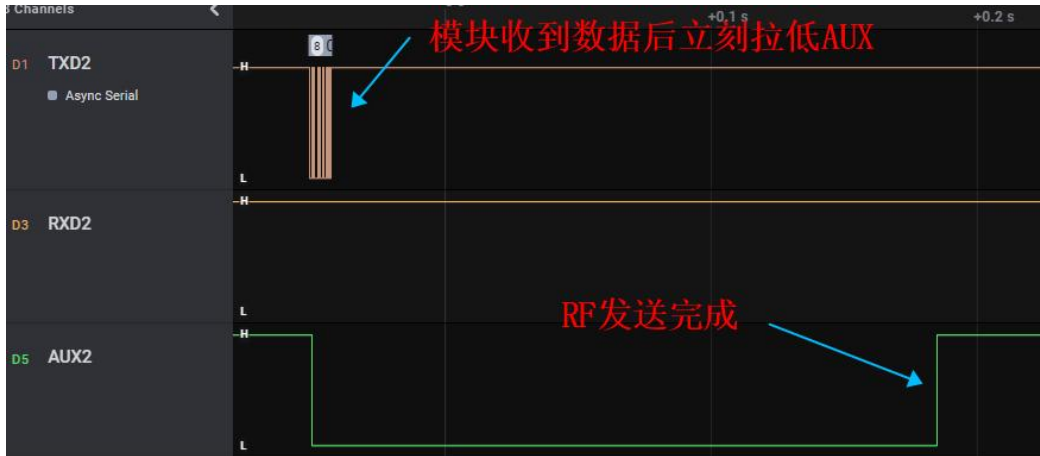 Channels
+0.1 s
+0.2 s
模块收到数据后立刻拉低AUX
8
D1 TXD2
H
Async Serial
L
H
D3 RXD2
L
RF发送完成
H
D5 AUX2
L